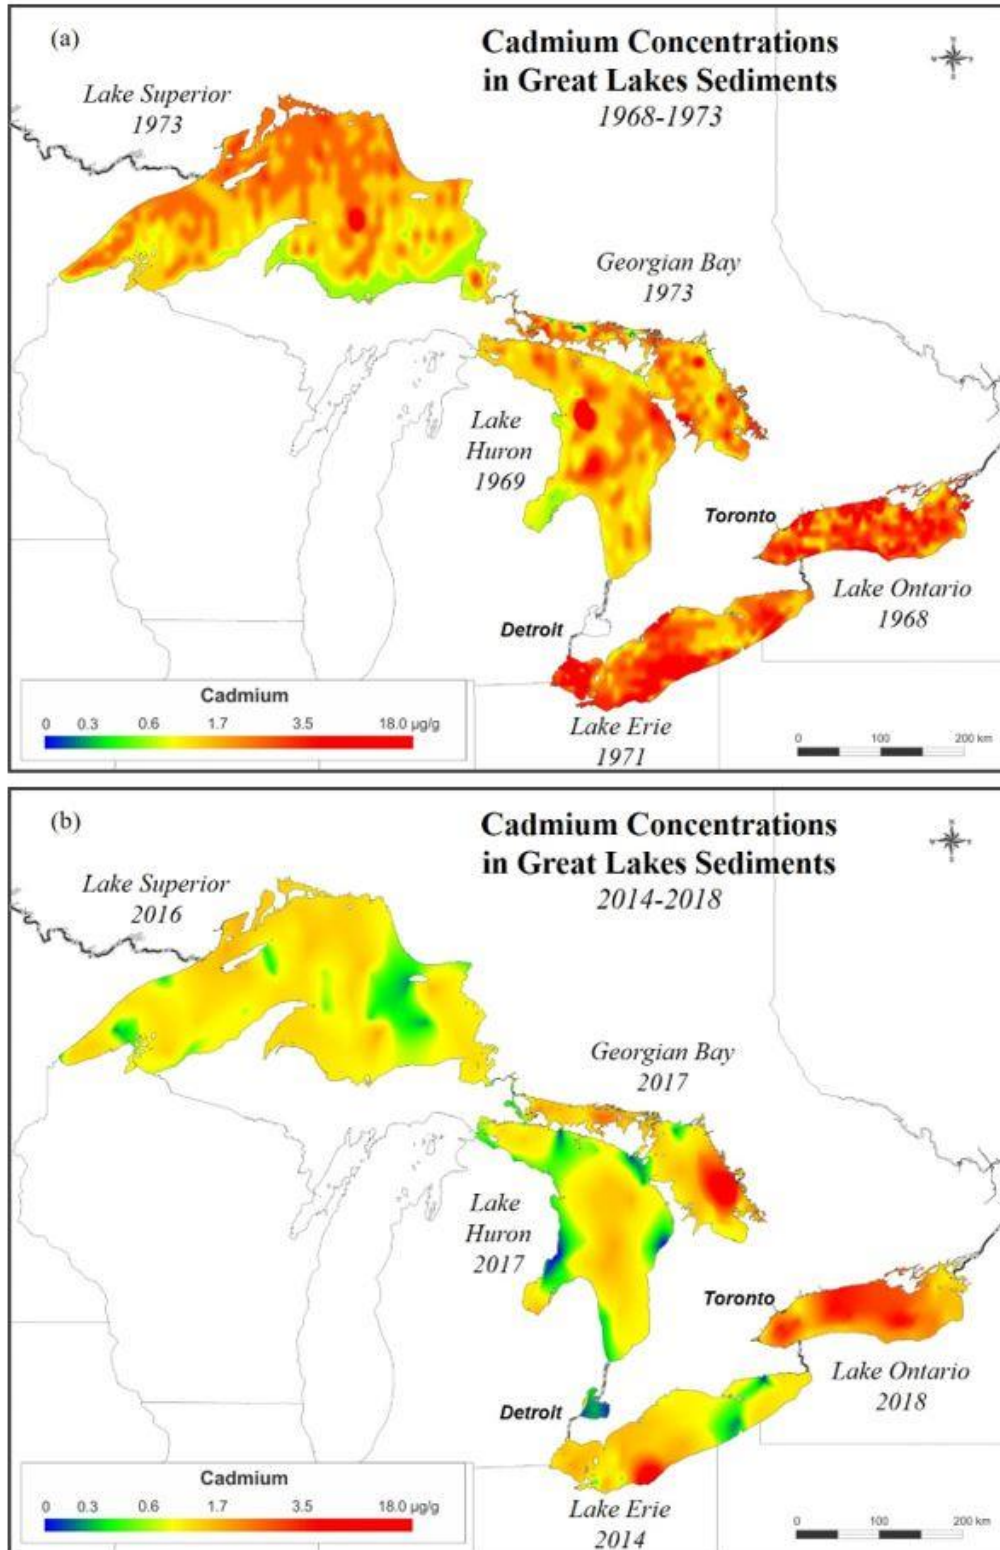 (a)
Cadmium Concentrations
in Great Lakes Sediments
1968-1973
Lake Superior
1973
Georgian Bay
1973
Lake
Huron
1969
Toronto
Lake Ontario
1968
Detroit
Lake Erie
1971
Cadmium
0 0.3 0.6 1.7 3.5 18.0 µg/g
0 100 200 km
(b)
Cadmium Concentrations
in Great Lakes Sediments
2014-2018
Lake Superior
2016
Georgian Bay
2017
Lake
Huron
2017
Toronto
Lake Ontario
2018
Detroit
Lake Erie
2014
Cadmium
0 0.3 0.6 1.7 3.5 18.0 µg/g
0 100 200 km